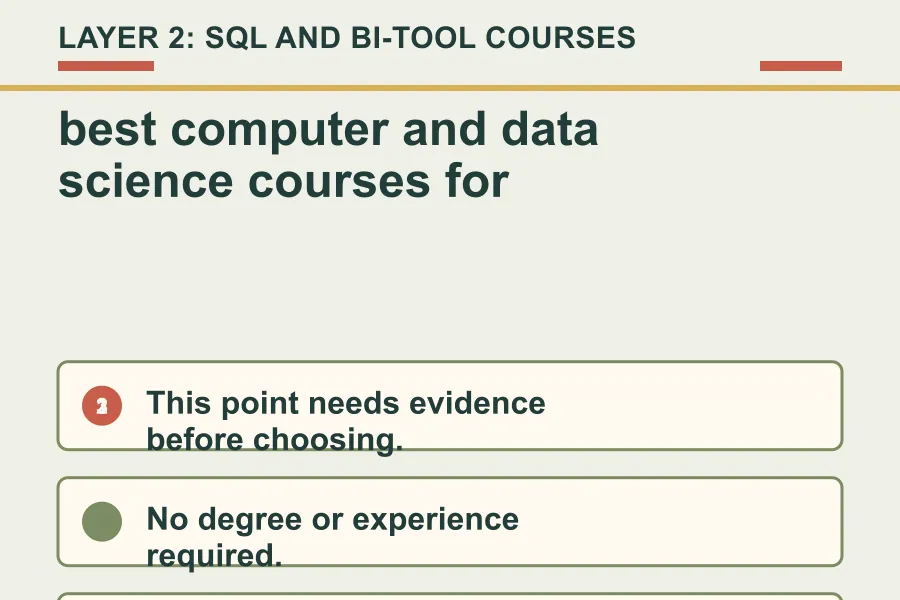 LAYER 2: SQL AND BI-TOOL COURSES
best computer and data
science courses for
This point needs evidence
before choosing.
No degree or experience
required.